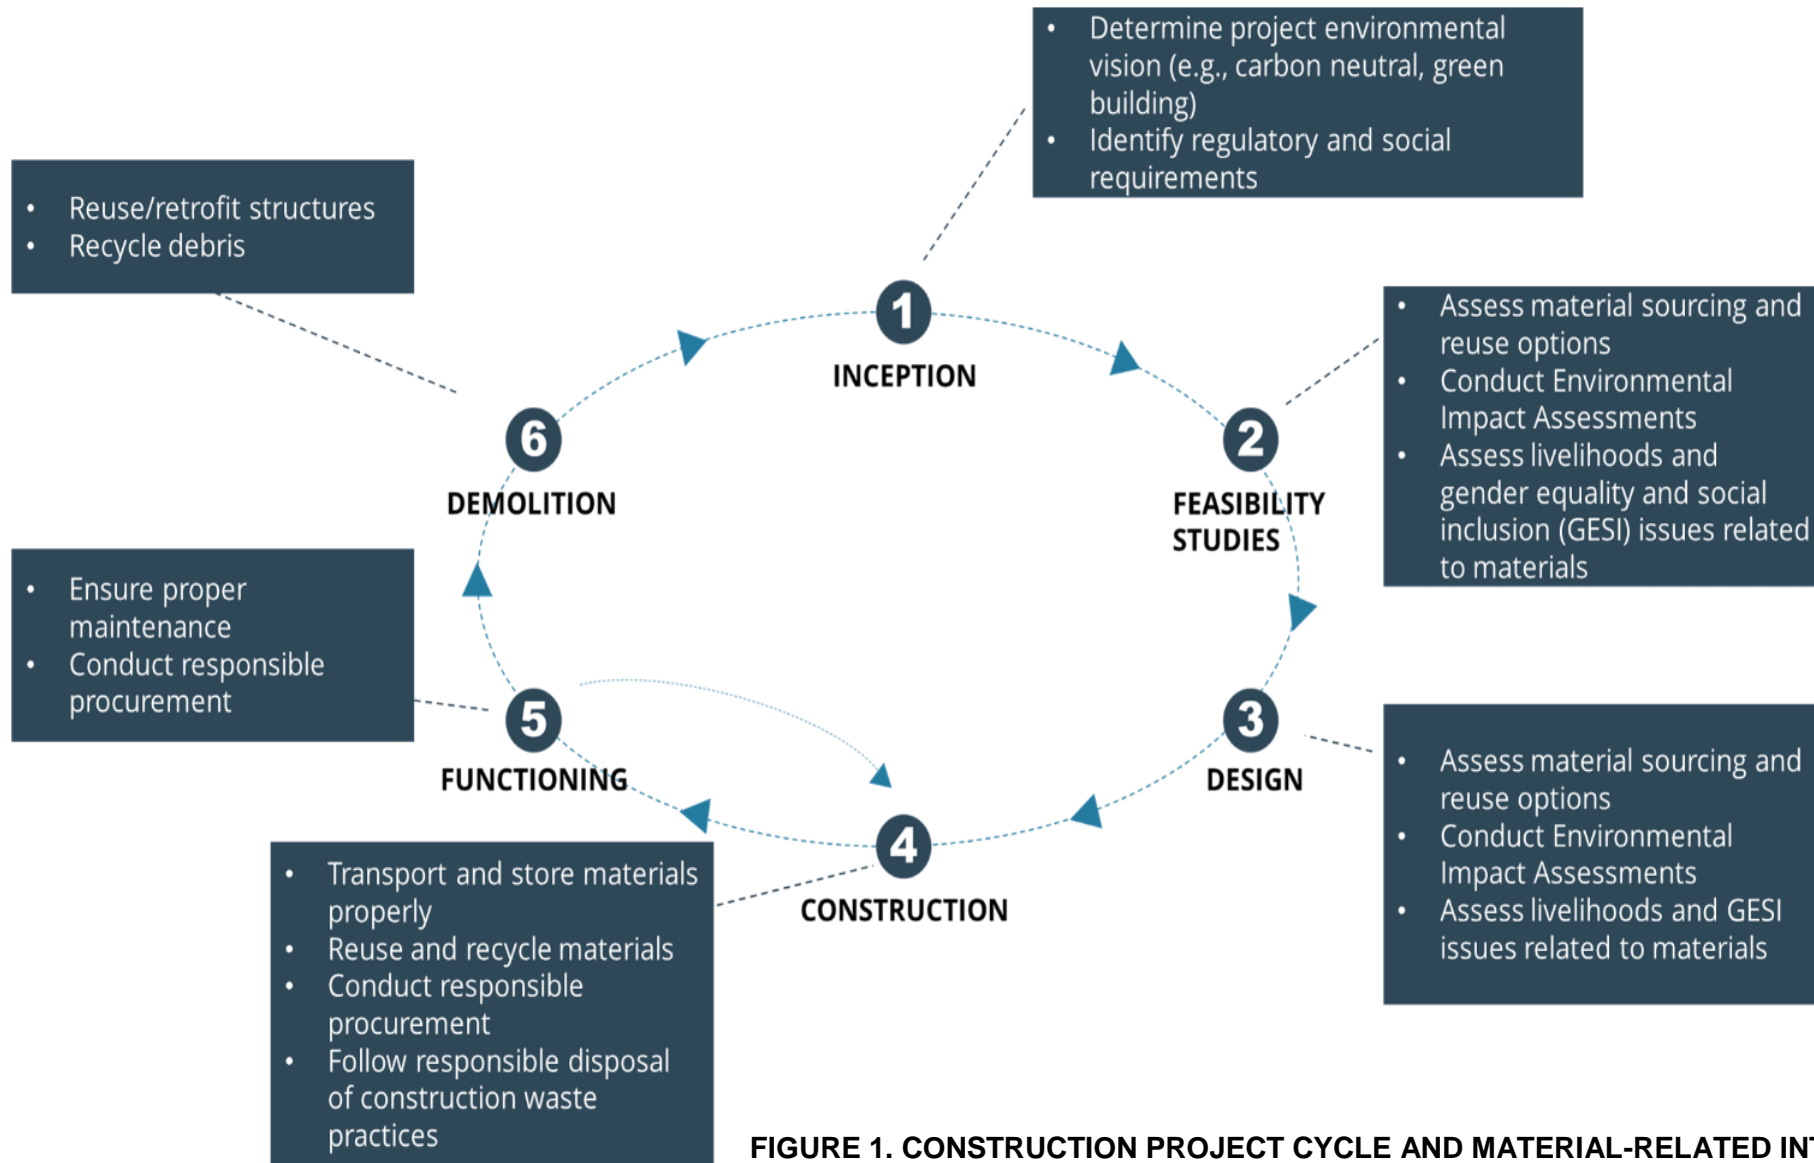 • Determine project environmental
vision (e.g., carbon neutral, green
building)
• Identify regulatory and social
requirements
• Reuse/retrofit structures
• Recycle debris
1
INCEPTION
• Assess material sourcing and
reuse options
• Conduct Environmental
Impact Assessments
• Assess livelihoods and
gender equality and social
inclusion (GESI) issues related
to materials
6
DEMOLITION
2
FEASIBILITY
STUDIES
• Ensure proper
maintenance
• Conduct responsible
procurement
5
FUNCTIONING
3
DESIGN
• Assess material sourcing and
reuse options
• Conduct Environmental
Impact Assessments
• Assess livelihoods and GESI
issues related to materials
4
CONSTRUCTION
• Transport and store materials
properly
• Reuse and recycle materials
• Conduct responsible
procurement
• Follow responsible disposal
of construction waste
practices
FIGURE 1. CONSTRUCTION PROJECT CYCLE AND MATERIAL-RELATED